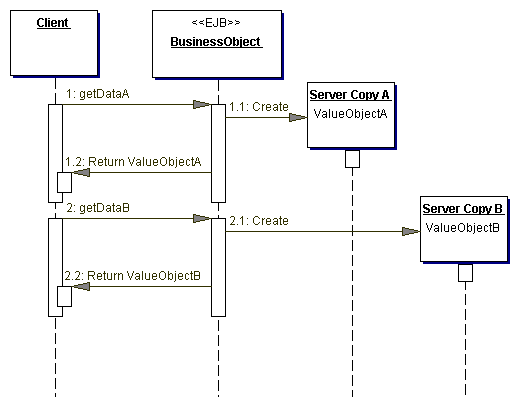 Client
<<EJB>>
BusinessObject
1: getDataA
1.1: Create
Server Copy A
ValueObjectA
1.2: Return ValueObjectA
2: getDataB
2.1: Create
Server Copy B
ValueObjectB
2.2: Return ValueObjectB